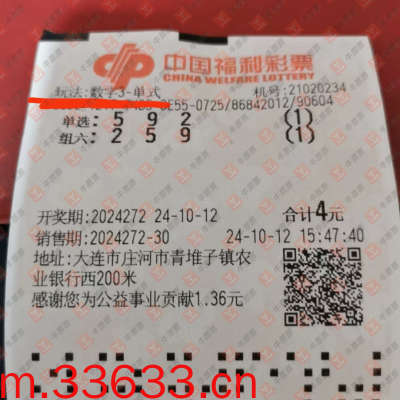 中国福利彩票
CHINA WELFARE LOTTERY
玩法:数字3-单式 机号:21020234
E55-0725/86842012/90604
单选: 5 9 2 (1)
组六: 2 5 9 (1)
开奖期:2024272 24-10-12 合计4元
销售期:2024272-30 24-10-12 15:47:40
地址:大连市庄河市青堆子镇农
业银行西200米
感谢您为公益事业贡献1.36元
m.33633.cn